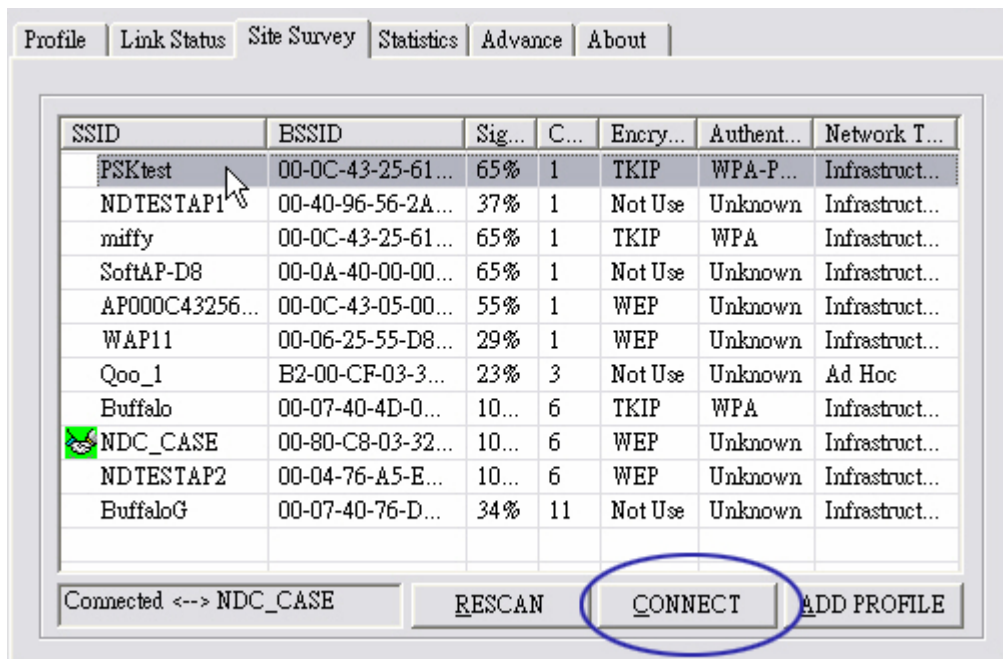 Profile Link Status Site Survey Statistics Advance About
SSID BSSID Sig... C... Encry... Authent... Network T...
PSKtest 00-0C-43-25-61... 65% 1 TKIP WPA-P... Infrastruct...
NDTESTAP1 00-40-96-56-2A... 37% 1 Not Use Unknown Infrastruct...
miffy 00-0C-43-25-61... 65% 1 TKIP WPA Infrastruct...
SoftAP-D8 00-0A-40-00-00... 65% 1 Not Use Unknown Infrastruct...
AP000C43256... 00-0C-43-05-00... 55% 1 WEP Unknown Infrastruct...
WAP11 00-06-25-55-D8... 29% 1 WEP Unknown Infrastruct...
Qoo_1 B2-00-CF-03-3... 23% 3 Not Use Unknown Ad Hoc
Buffalo 00-07-40-4D-0... 10... 6 TKIP WPA Infrastruct...
NDC_CASE 00-80-C8-03-32... 10... 6 WEP Unknown Infrastruct...
NDTESTAP2 00-04-76-A5-E... 10... 6 WEP Unknown Infrastruct...
BuffaloG 00-07-40-76-D... 34% 11 Not Use Unknown Infrastruct...
Connected <--> NDC_CASE RESCAN CONNECT ADD PROFILE